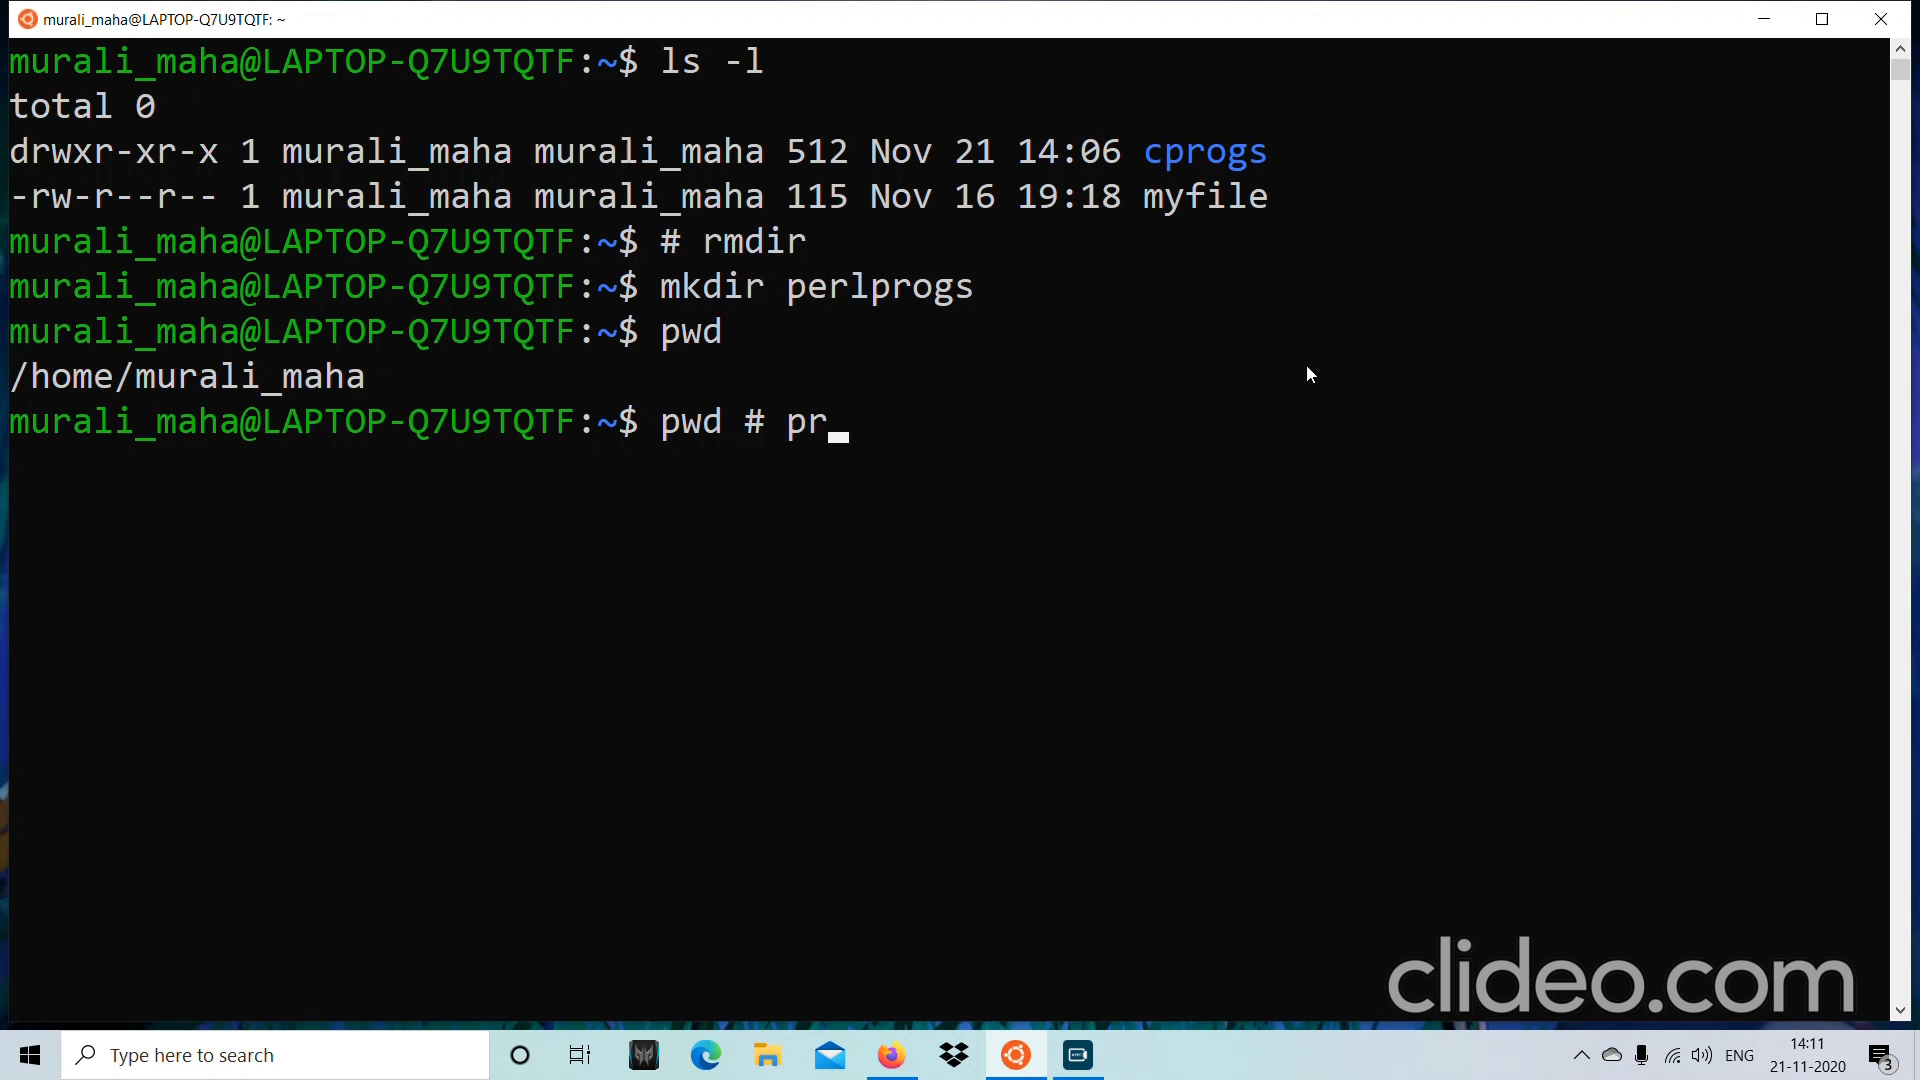 murali_maha@LAPTOP-Q7U9TQTF: ~
murali_maha@LAPTOP-Q7U9TQTF:~$ ls -l
total 0
drwxr-xr-x 1 murali_maha murali_maha 512 Nov 21 14:06 cprogs
-rw-r--r-- 1 murali_maha murali_maha 115 Nov 16 19:18 myfile
murali_maha@LAPTOP-Q7U9TQTF:~$ # rmdir
murali_maha@LAPTOP-Q7U9TQTF:~$ mkdir perlprogs
murali_maha@LAPTOP-Q7U9TQTF:~$ pwd
/home/murali_maha
murali_maha@LAPTOP-Q7U9TQTF:~$ pwd # pr
clideo.com
Type here to search
ENG
14:11
21-11-2020
3